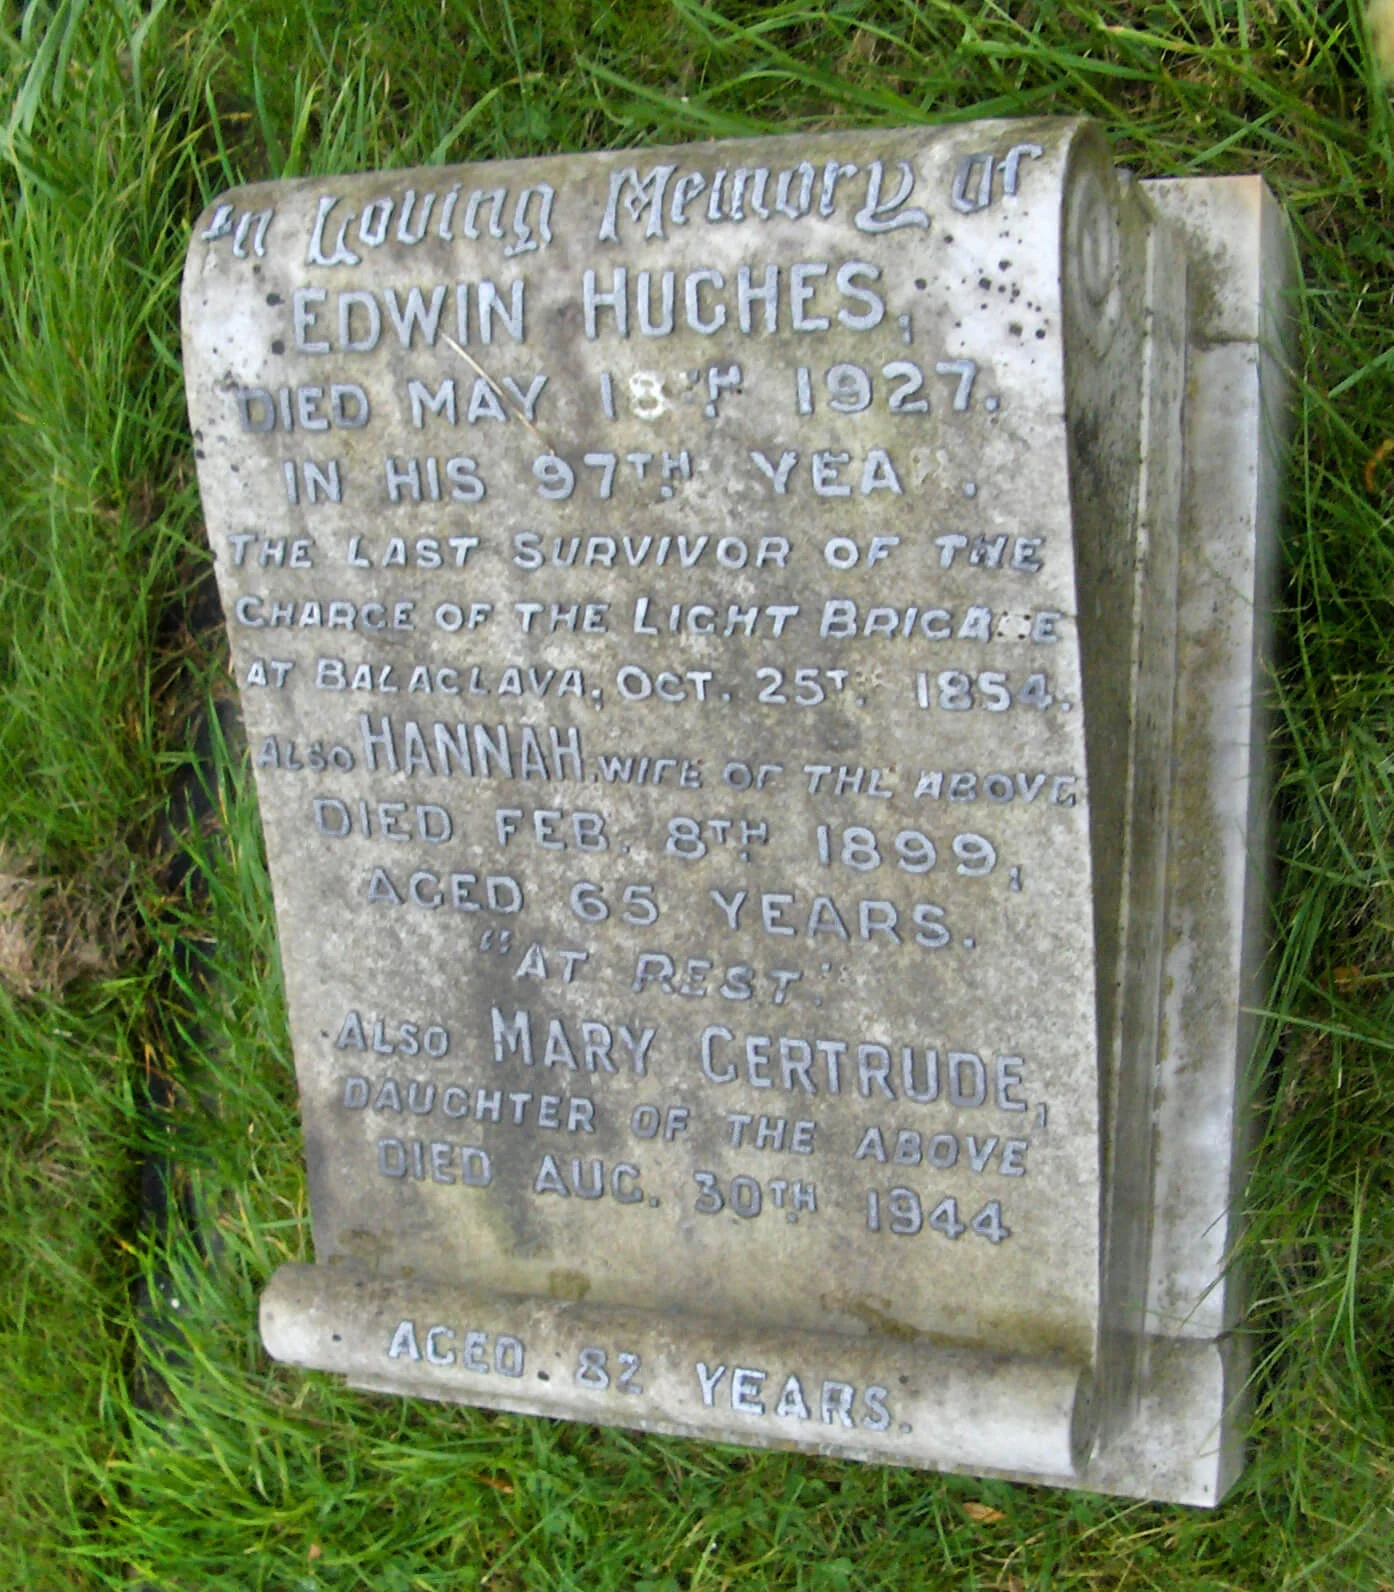 In Loving Memory of
EDWIN HUGHES,
DIED MAY 18TH 1927.
IN HIS 97TH YEA .
THE LAST SURVIVOR OF THE
CHARGE OF THE LIGHT BRIGADE
AT BALACLAVA, OCT. 25T. 1854.
ALSO HANNAH, WIFE OF THE ABOVE
DIED FEB. 8TH 1899,
AGED 65 YEARS.
"AT REST."
ALSO MARY GERTRUDE,
DAUGHTER OF THE ABOVE
DIED AUG. 30TH 1944
AGED 82 YEARS.